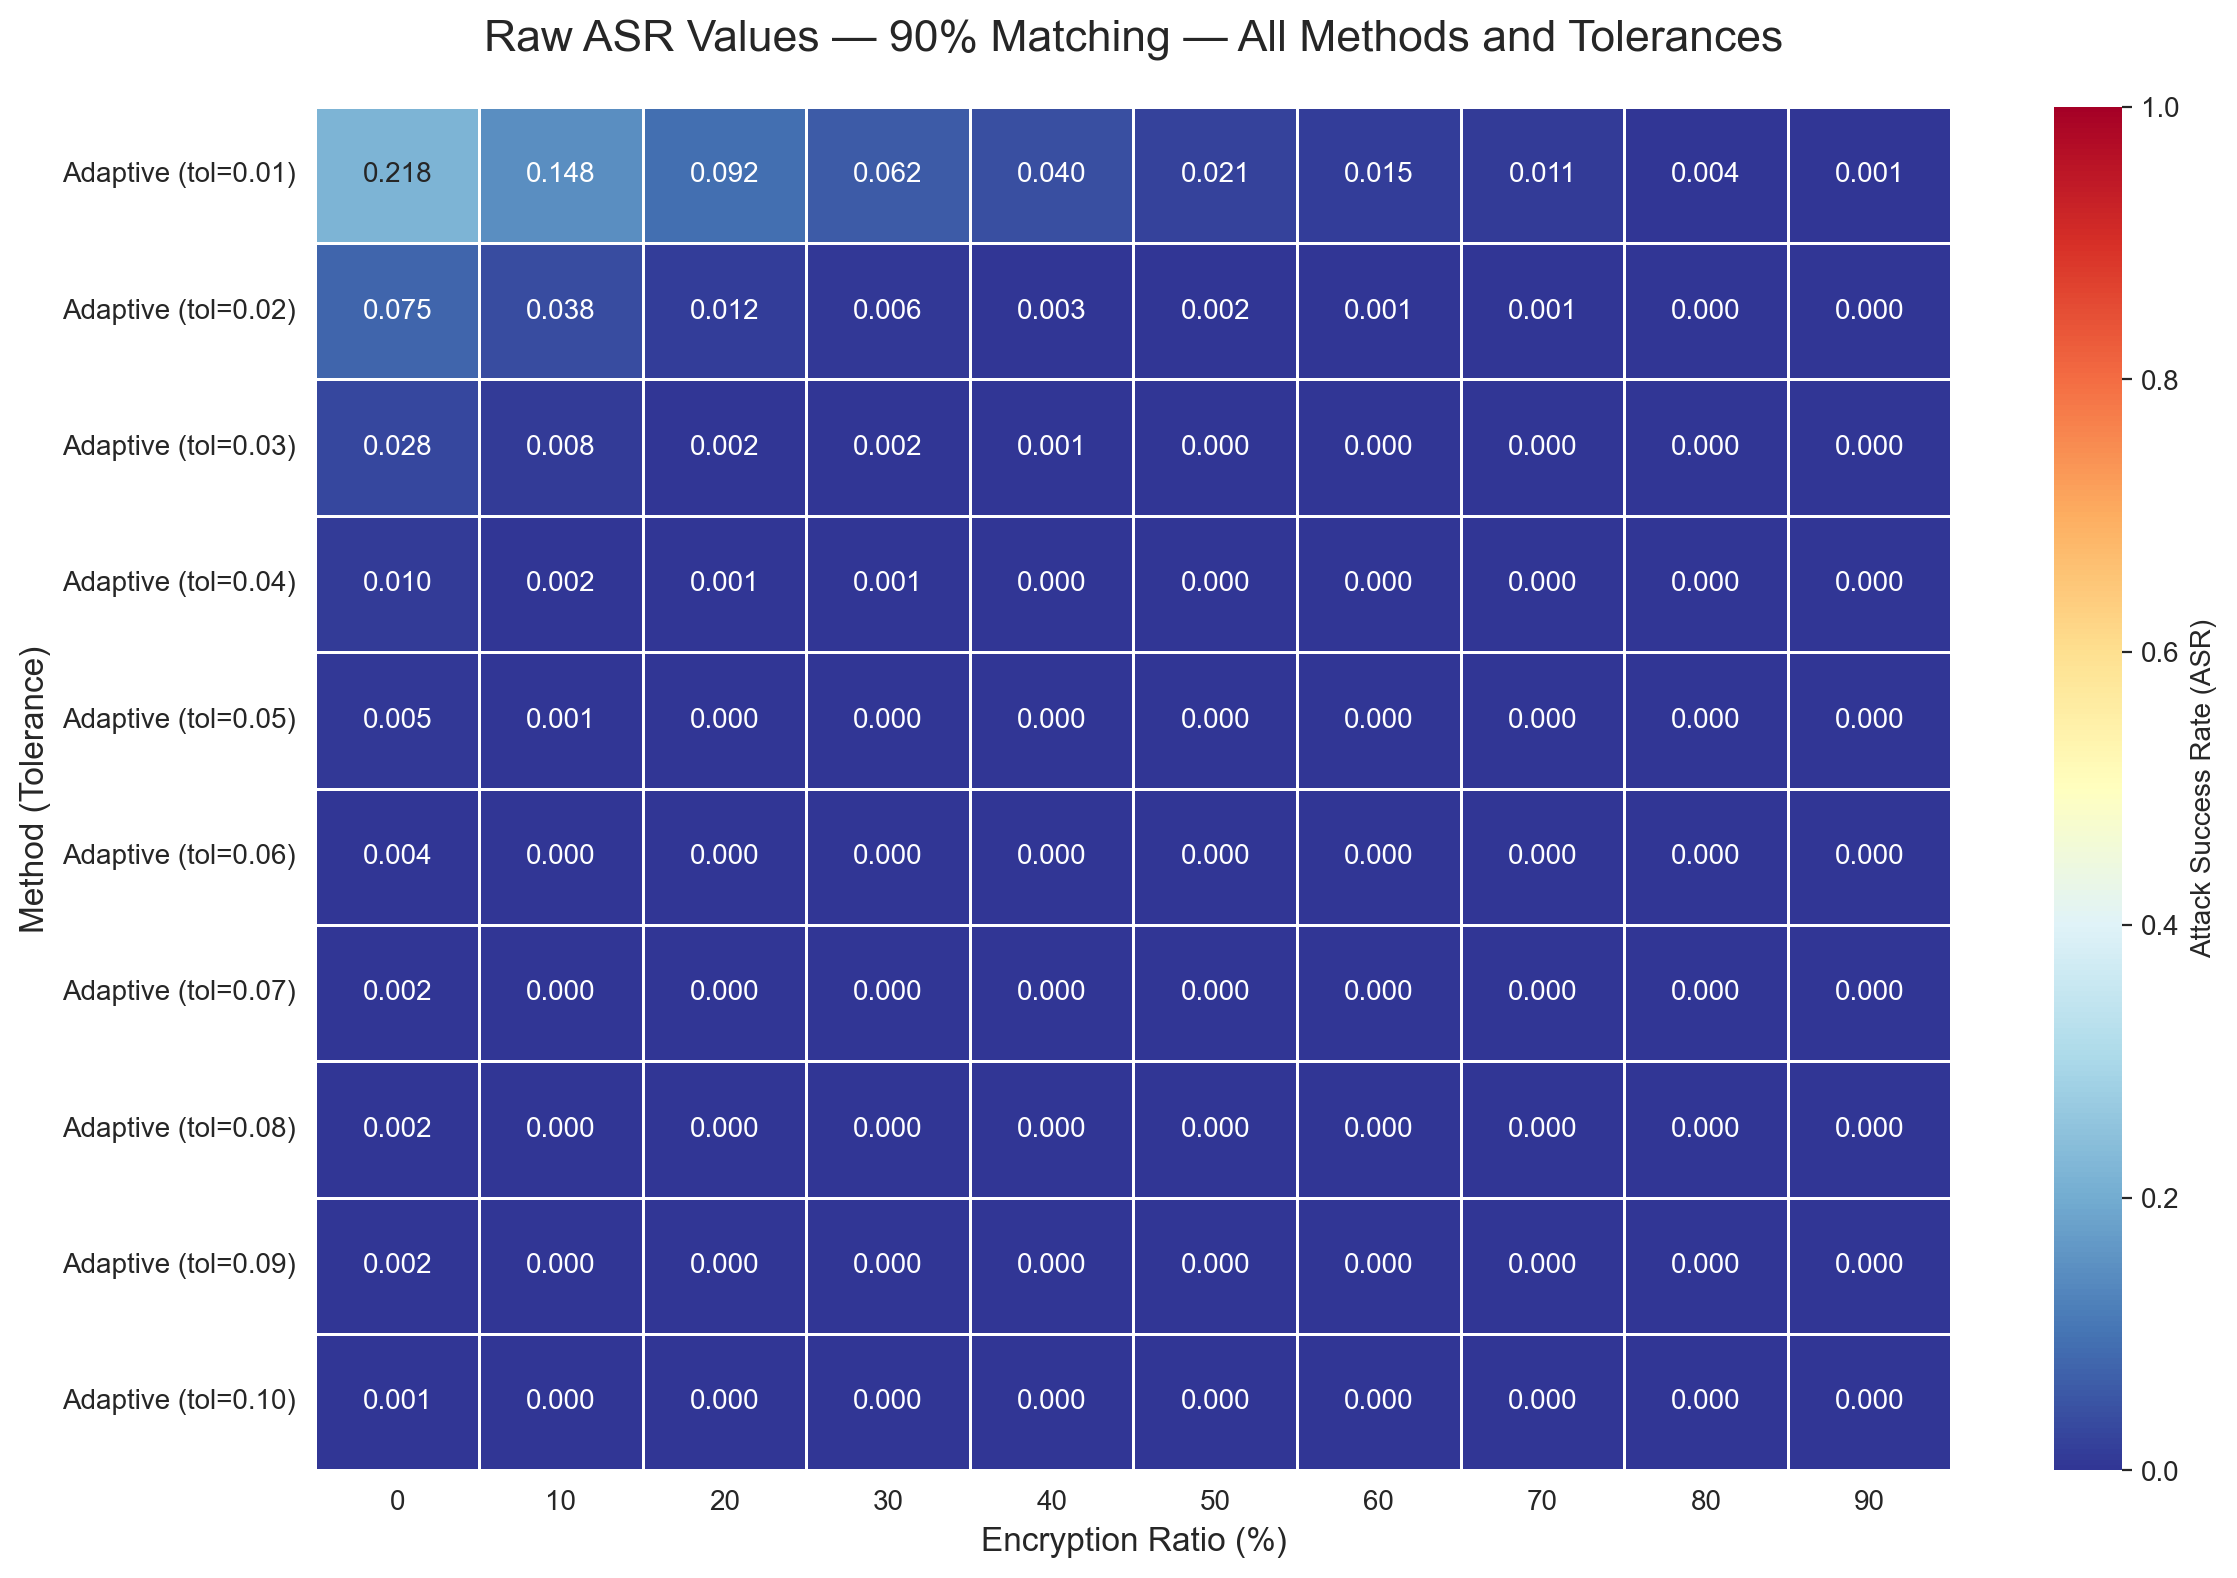 Raw ASR Values — 90% Matching — All Methods and Tolerances
Method (Tolerance)
Adaptive (tol=0.01) 0.218 0.148 0.092 0.062 0.040 0.021 0.015 0.011 0.004 0.001
Adaptive (tol=0.02) 0.075 0.038 0.012 0.006 0.003 0.002 0.001 0.001 0.000 0.000
Adaptive (tol=0.03) 0.028 0.008 0.002 0.002 0.001 0.000 0.000 0.000 0.000 0.000
Adaptive (tol=0.04) 0.010 0.002 0.001 0.001 0.000 0.000 0.000 0.000 0.000 0.000
Adaptive (tol=0.05) 0.005 0.001 0.000 0.000 0.000 0.000 0.000 0.000 0.000 0.000
Adaptive (tol=0.06) 0.004 0.000 0.000 0.000 0.000 0.000 0.000 0.000 0.000 0.000
Adaptive (tol=0.07) 0.002 0.000 0.000 0.000 0.000 0.000 0.000 0.000 0.000 0.000
Adaptive (tol=0.08) 0.002 0.000 0.000 0.000 0.000 0.000 0.000 0.000 0.000 0.000
Adaptive (tol=0.09) 0.002 0.000 0.000 0.000 0.000 0.000 0.000 0.000 0.000 0.000
Adaptive (tol=0.10) 0.001 0.000 0.000 0.000 0.000 0.000 0.000 0.000 0.000 0.000
0 10 20 30 40 50 60 70 80 90
Encryption Ratio (%)
1.0
0.8
0.6
0.4
0.2
0.0
Attack Success Rate (ASR)